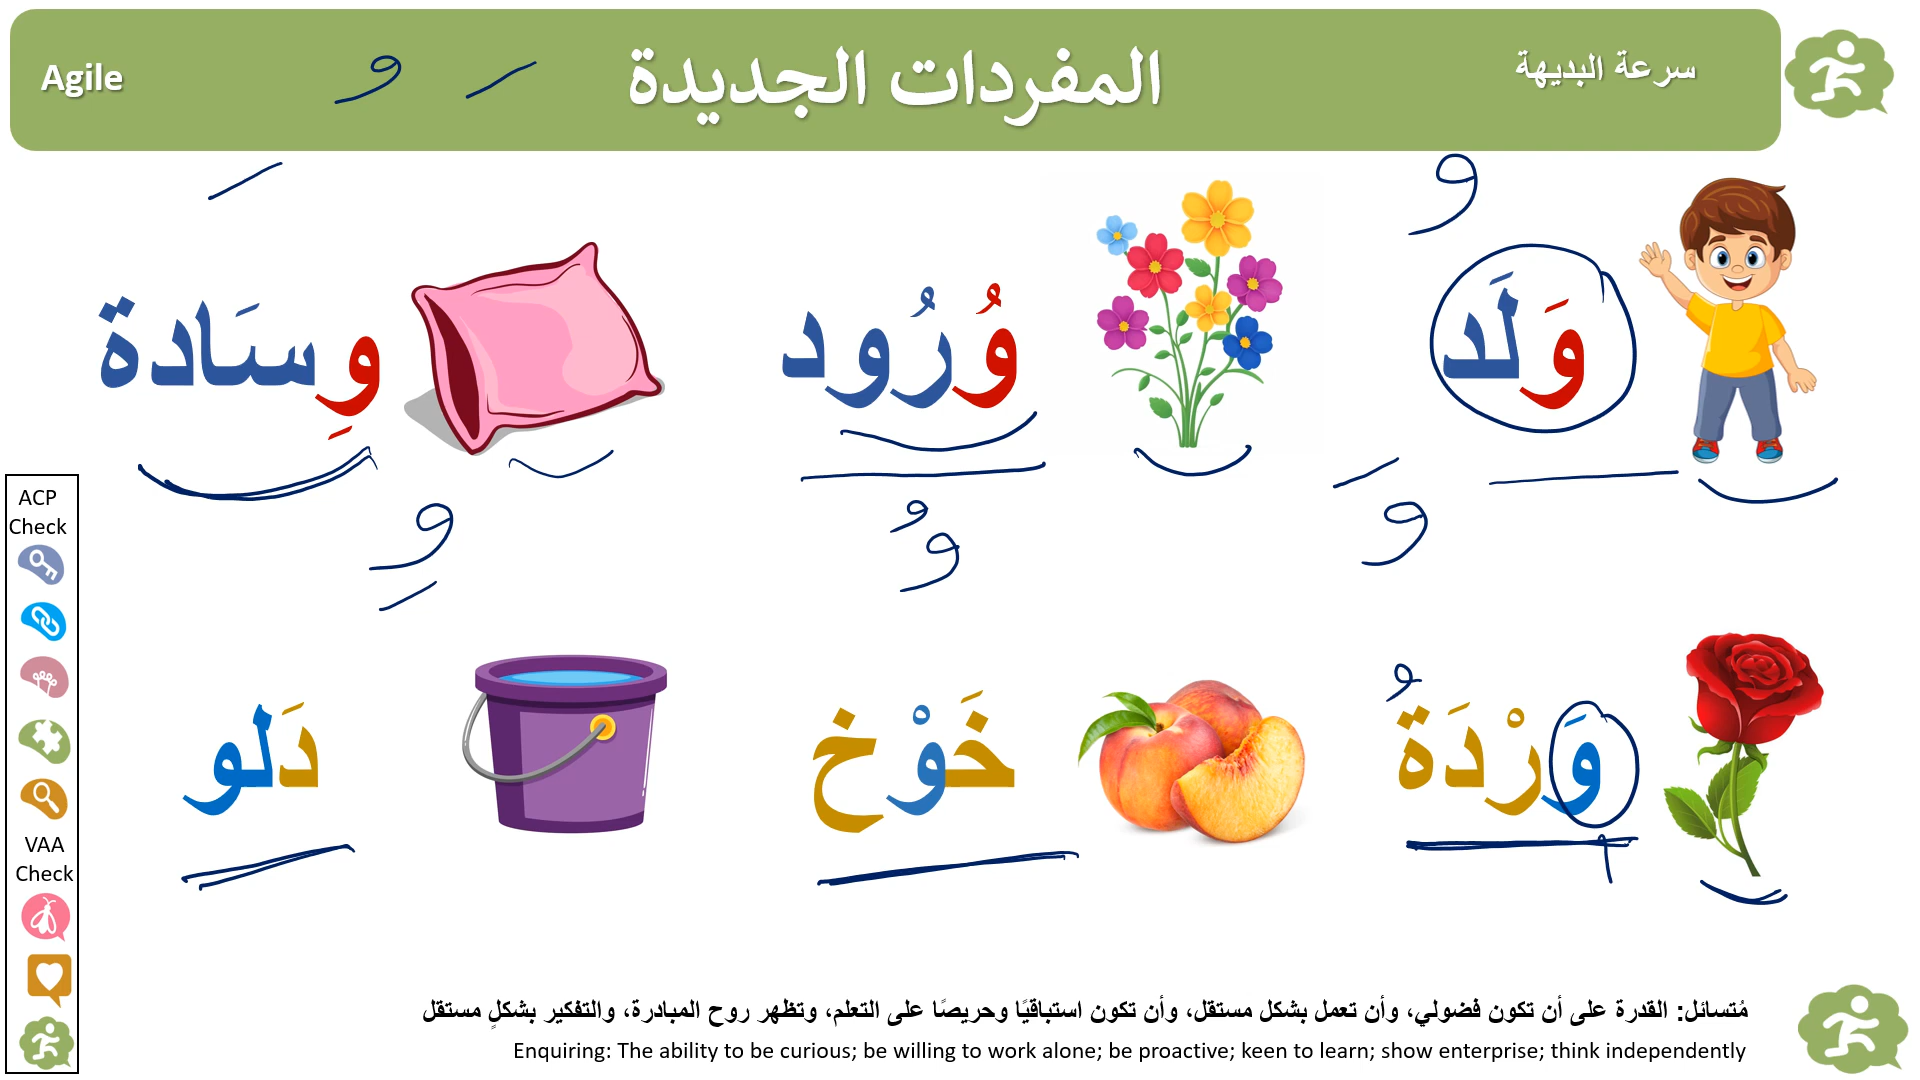 سرعة البديهة
المفردات الجديدة
َ و
Agile
و
وَلَد
وُرُود
وِسَادة
َ
وَ
وُ
وِ
وَرْدَةُ
خَوْخ
دَلو
ACP
Check
VAA
Check
مُتسائل: القدرة على أن تكون فضولي، وأن تعمل بشكل مستقل، وأن تكون استباقيًا وحريصًا على التعلم، وتظهر روح المبادرة، والتفكير بشكلٍ مستقل
Enquiring: The ability to be curious; be willing to work alone; be proactive; keen to learn; show enterprise; think independently